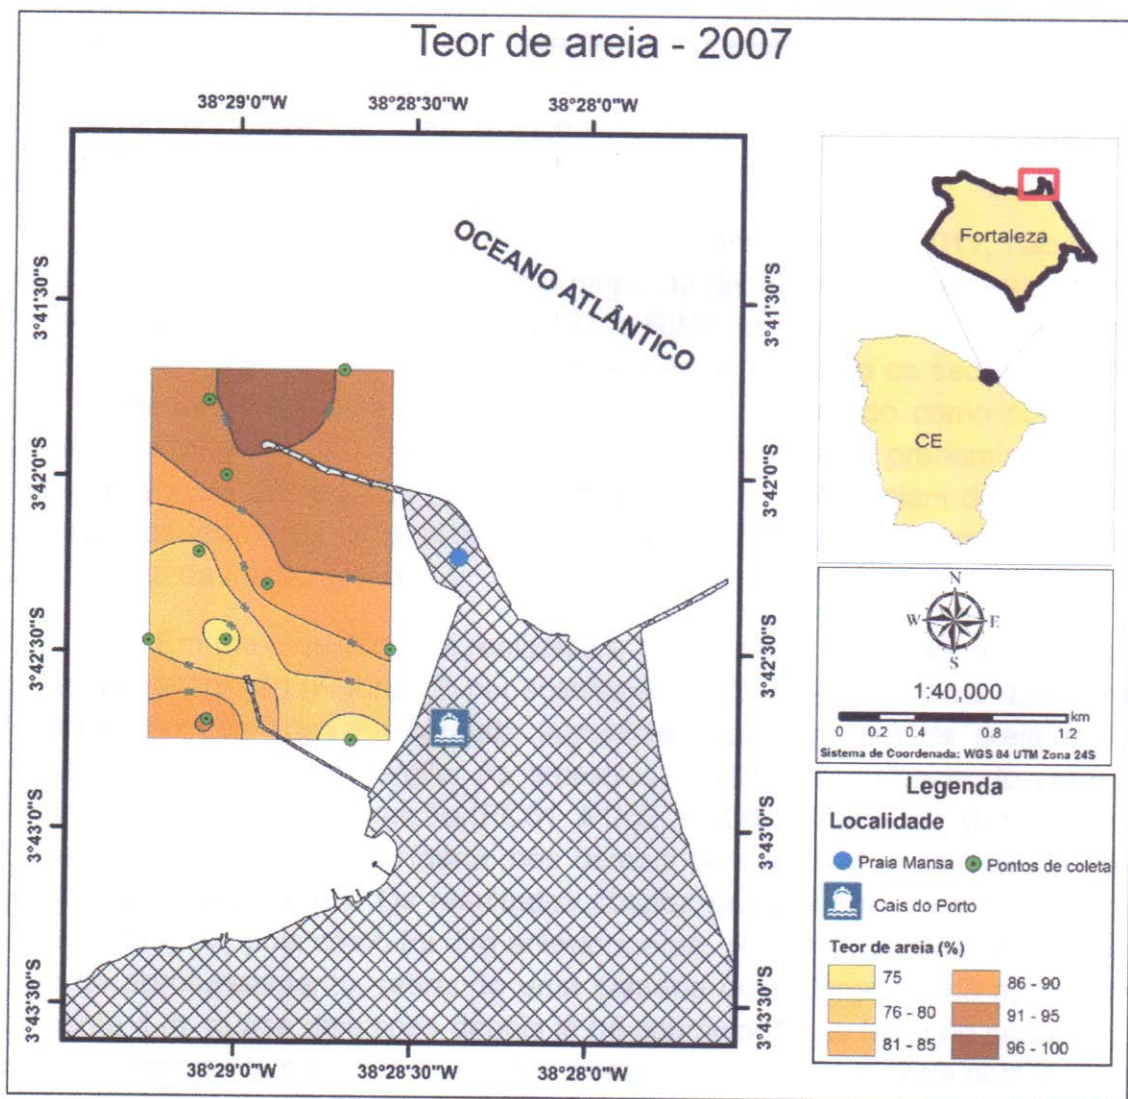 Teor de areia - 2007
38°29'0"W 38°28'30"W 38°28'0"W
OCEANO ATLÂNTICO
3°41'30"S
3°42'0"S
3°42'30"S
3°43'0"S
3°43'30"S
3°41'30"S
3°42'0"S
3°42'30"S
3°43'0"S
3°43'30"S
38°29'0"W 38°28'30"W 38°28'0"W
Fortaleza
CE
N
W E
S
1:40,000
km
0 0.2 0.4 0.8 1.2
Sistema de Coordenada: WGS 84 UTM Zona 24S
Legenda
Localidade
Praia Mansa Pontos de coleta
Cais do Porto
Teor de areia (%)
75 86 - 90
76 - 80 91 - 95
81 - 85 96 - 100